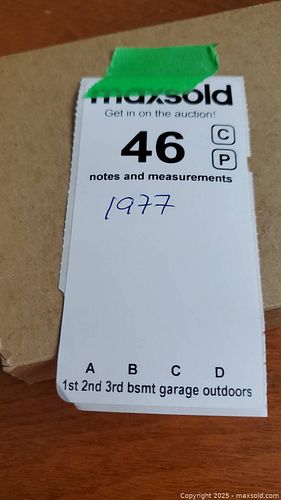 maxsold
Get in on the auction!
46
C
P
notes and measurements
1977
A B C D
1st 2nd 3rd bsmt garage outdoors
Copyright © 2025 - maxsold.com